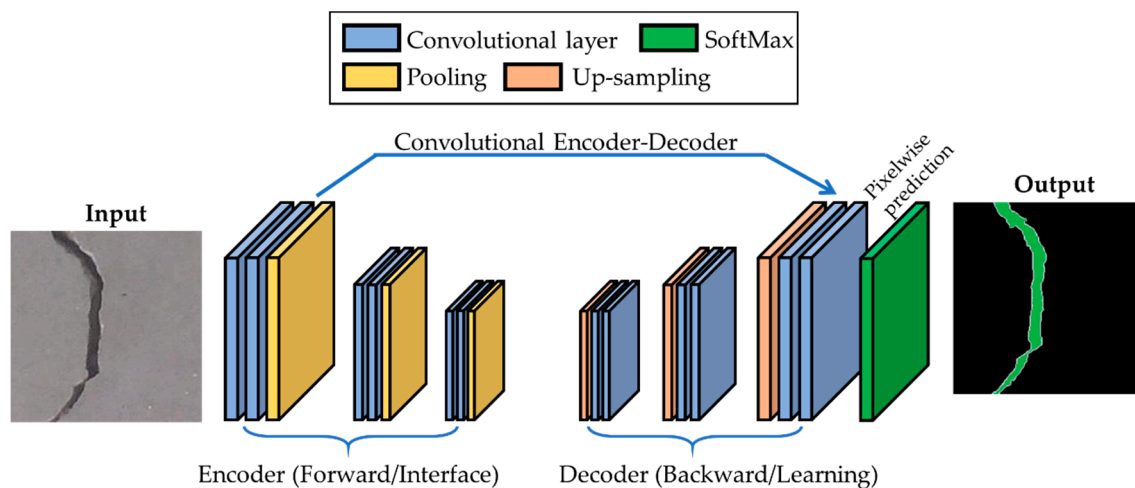 Convolutional layer
SoftMax
Pooling
Up-sampling
Convolutional Encoder-Decoder
Input
Pixelwise
prediction
Output
Encoder (Forward/Interface)
Decoder (Backward/Learning)